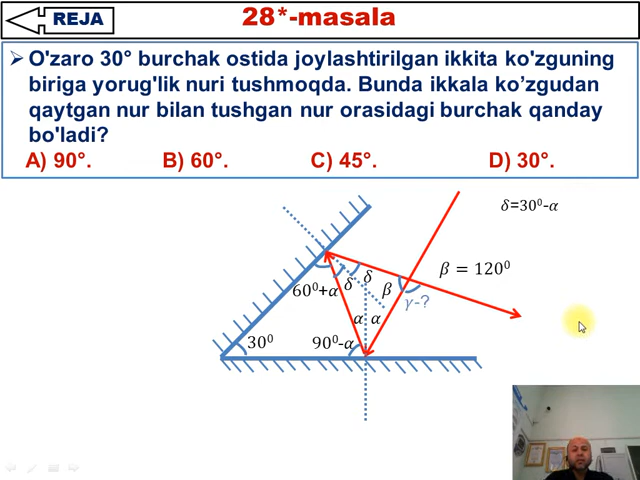 REJA
28*-masala
O'zaro 30° burchak ostida joylashtirilgan ikkita ko'zguning
biriga yorug'lik nuri tushmoqda. Bunda ikkala ko’zgudan
qaytgan nur bilan tushgan nur orasidagi burchak qanday
bo'ladi?
A) 90°. B) 60°. C) 45°. D) 30°.
𝛿=30⁰-𝛼
𝛽 = 120⁰
60⁰+𝛼
𝛿
𝛿
𝛽
𝛾-?
𝛼
𝛼
30⁰
90⁰-𝛼